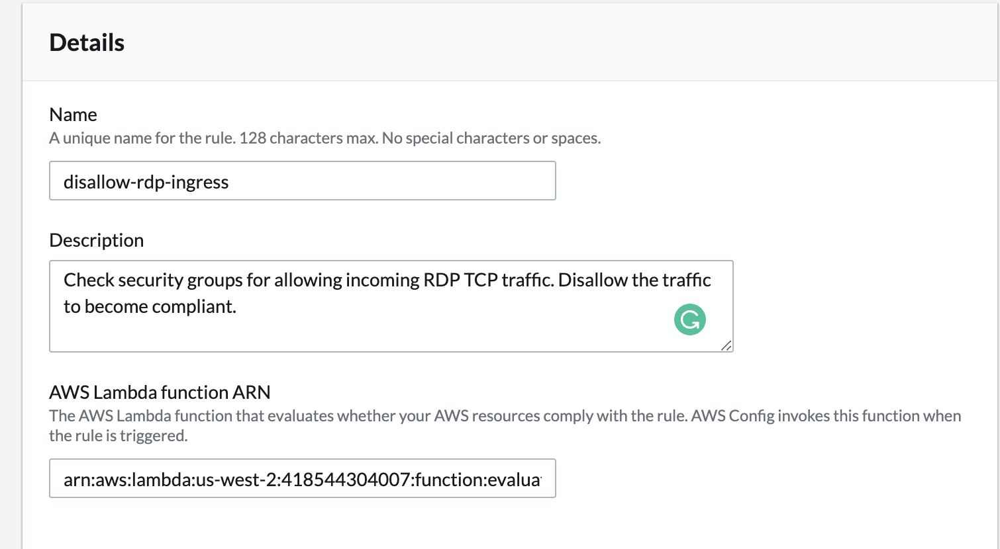 Details
Name
A unique name for the rule. 128 characters max. No special characters or spaces.
disallow-rdp-ingress
Description
Check security groups for allowing incoming RDP TCP traffic. Disallow the traffic
to become compliant.
AWS Lambda function ARN
The AWS Lambda function that evaluates whether your AWS resources comply with the rule. AWS Config invokes this function when
the rule is triggered.
arn:aws:lambda:us-west-2:418544304007:function:evalua